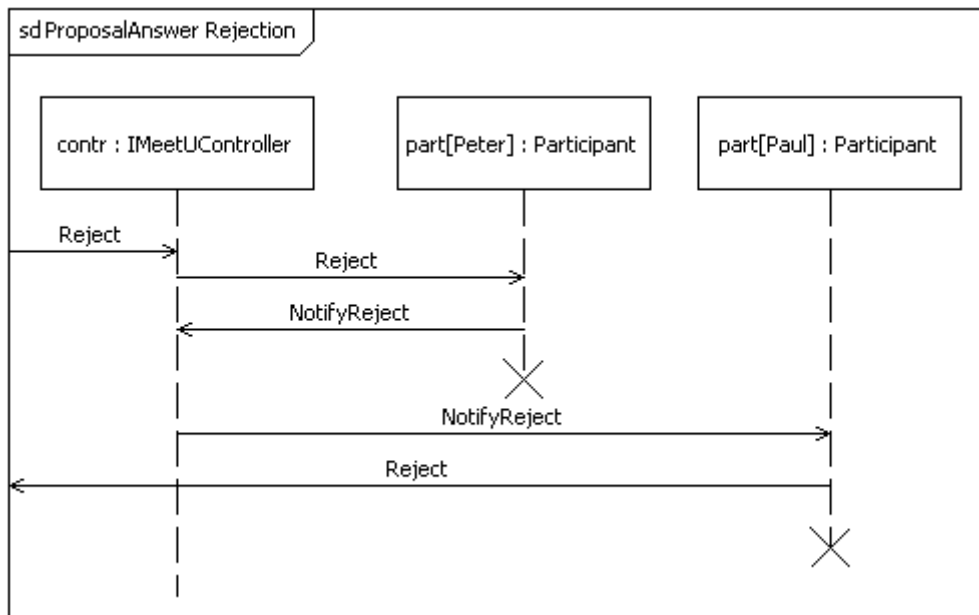 sd ProposalAnswer Rejection
contr : IMeetUController
part[Peter] : Participant
part[Paul] : Participant
Reject
Reject
NotifyReject
NotifyReject
Reject